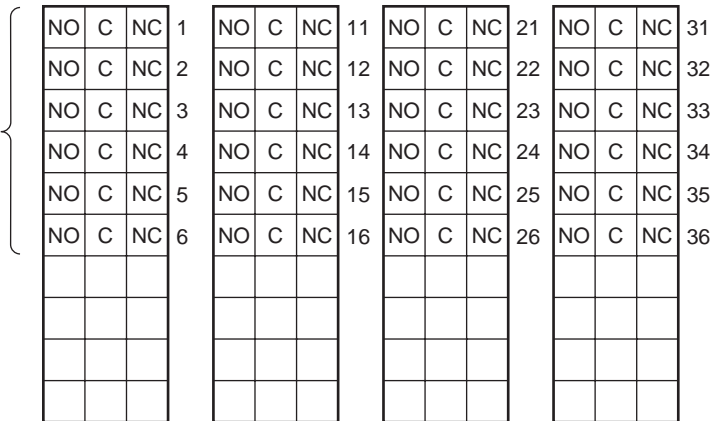 NO C NC 1 NO C NC 11 NO C NC 21 NO C NC 31
NO C NC 2 NO C NC 12 NO C NC 22 NO C NC 32
NO C NC 3 NO C NC 13 NO C NC 23 NO C NC 33
NO C NC 4 NO C NC 14 NO C NC 24 NO C NC 34
NO C NC 5 NO C NC 15 NO C NC 25 NO C NC 35
NO C NC 6 NO C NC 16 NO C NC 26 NO C NC 36